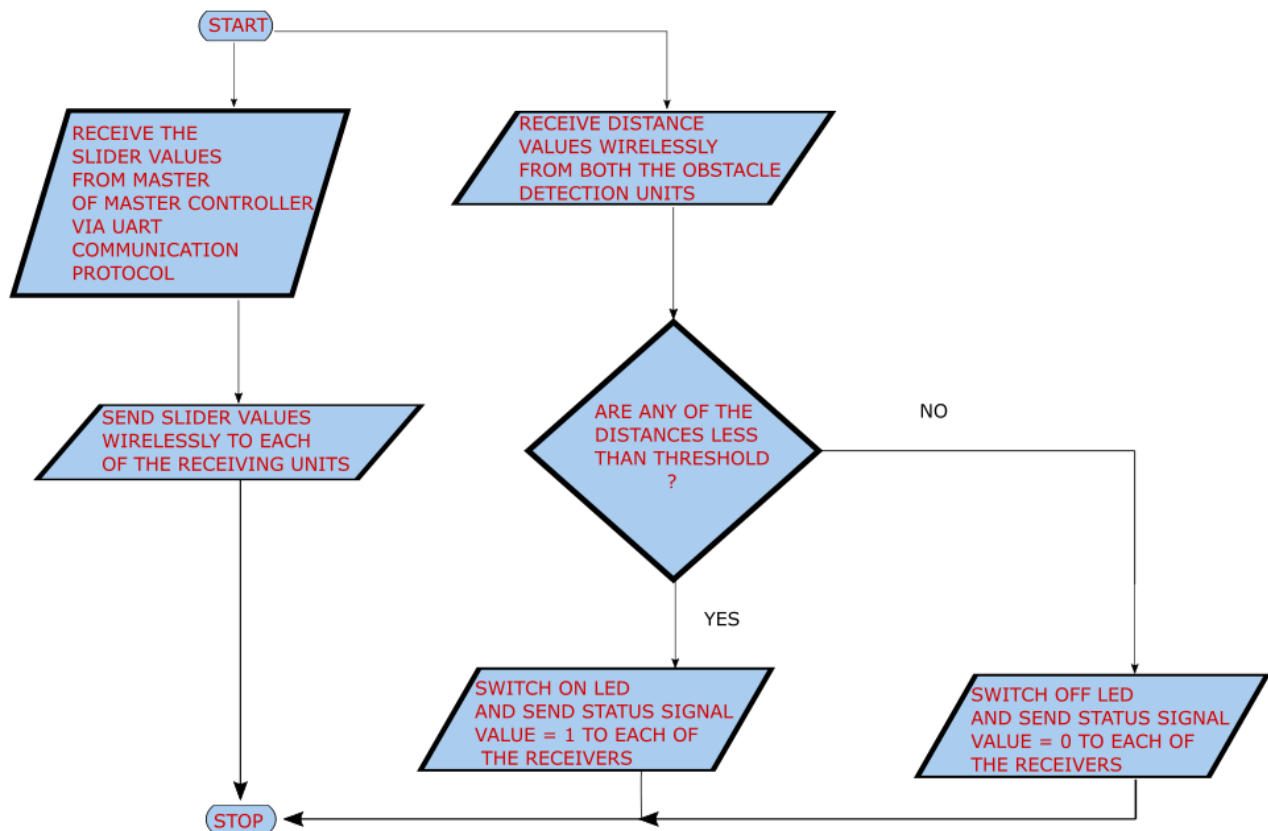 START
RECEIVE THE
SLIDER VALUES
FROM MASTER
OF MASTER CONTROLLER
VIA UART
COMMUNICATION
PROTOCOL
RECEIVE DISTANCE
VALUES WIRELESSLY
FROM BOTH THE OBSTACLE
DETECTION UNITS
SEND SLIDER VALUES
WIRELESSLY TO EACH
OF THE RECEIVING UNITS
ARE ANY OF THE
DISTANCES LESS
THAN THRESHOLD
?
NO
YES
SWITCH ON LED
AND SEND STATUS SIGNAL
VALUE = 1 TO EACH OF
THE RECEIVERS
SWITCH OFF LED
AND SEND STATUS SIGNAL
VALUE = 0 TO EACH OF
THE RECEIVERS
STOP